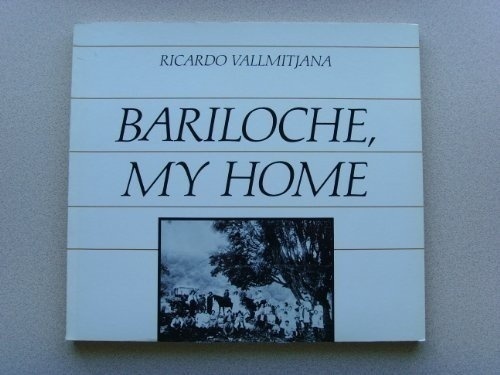 RICARDO VALLMITJANA
BARILOCHE,
MY HOME